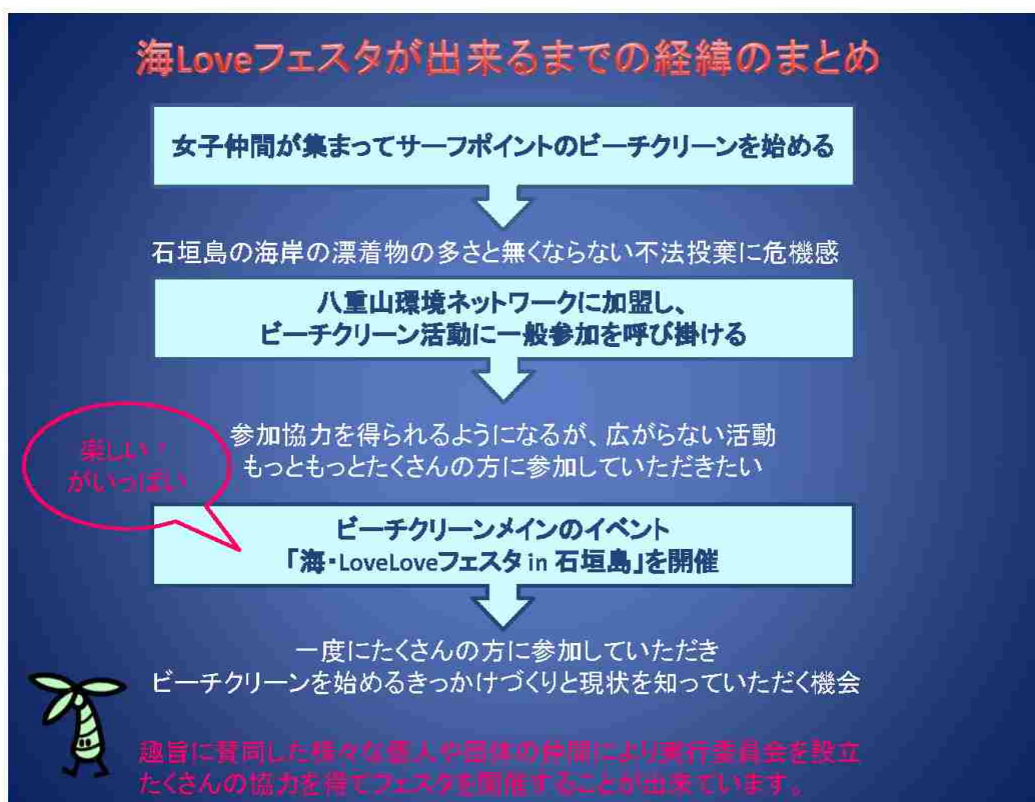 海Loveフェスタが出来るまでの経緯のまとめ
女子仲間が集まってサーフポイントのビーチクリーンを始める
石垣島の海岸の漂着物の多さと無くならない不法投棄に危機感
八重山環境ネットワークに加盟し、
ビーチクリーン活動に一般参加を呼び掛ける
参加協力を得られるようになるが、広がらない活動
もっともっとたくさんの方に参加していただきたい
楽しい！
がいっぱい
ビーチクリーンメインのイベント
「海・LoveLoveフェスタ in 石垣島」を開催
一度にたくさんの方に参加していただき
ビーチクリーンを始めるきっかけづくりと現状を知っていただく機会
趣旨に賛同した様々な個人や団体の仲間により実行委員会を設立
たくさんの協力を得てフェスタを開催することが出来ています。